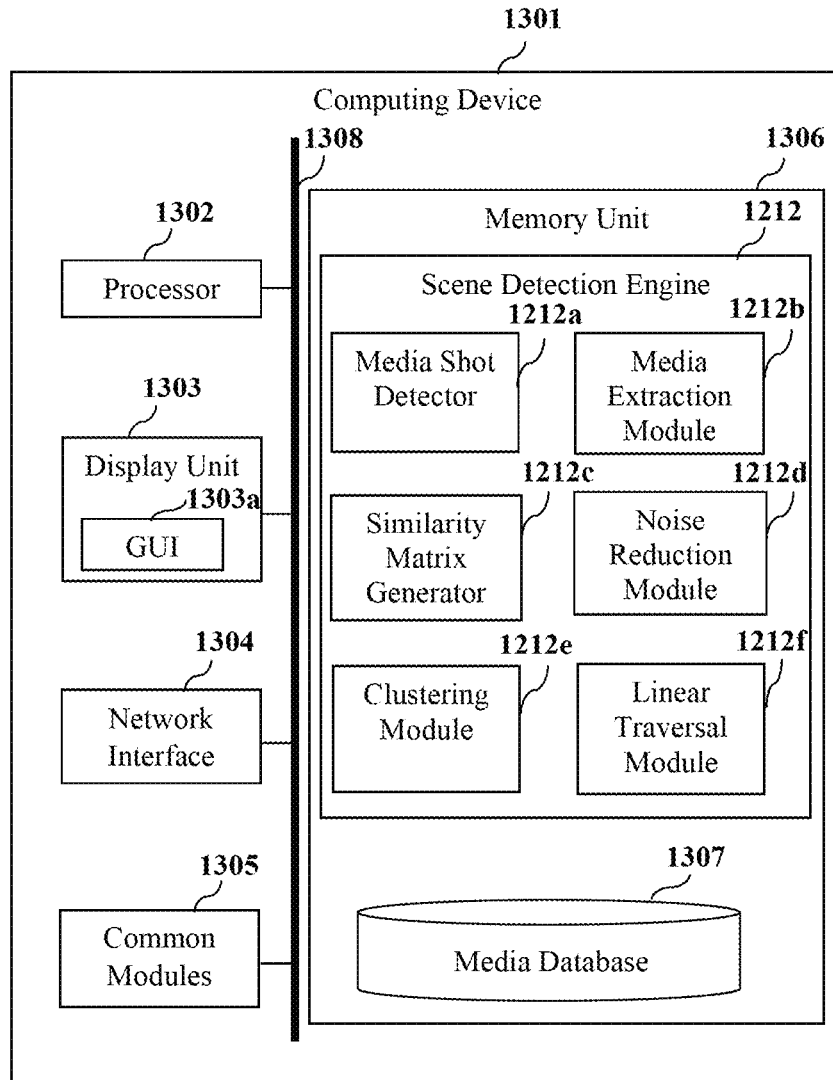 1301
Computing Device
1308
1306
1302
Memory Unit
1212
Processor
Scene Detection Engine
1212a
1212b
Media Shot
Detector
Media
Extraction
Module
1303
Display Unit
1303a
GUI
1212c
1212d
Similarity
Matrix
Generator
Noise
Reduction
Module
1304
Network
Interface
1212e
1212f
Clustering
Module
Linear
Traversal
Module
1305
Common
Modules
1307
Media Database